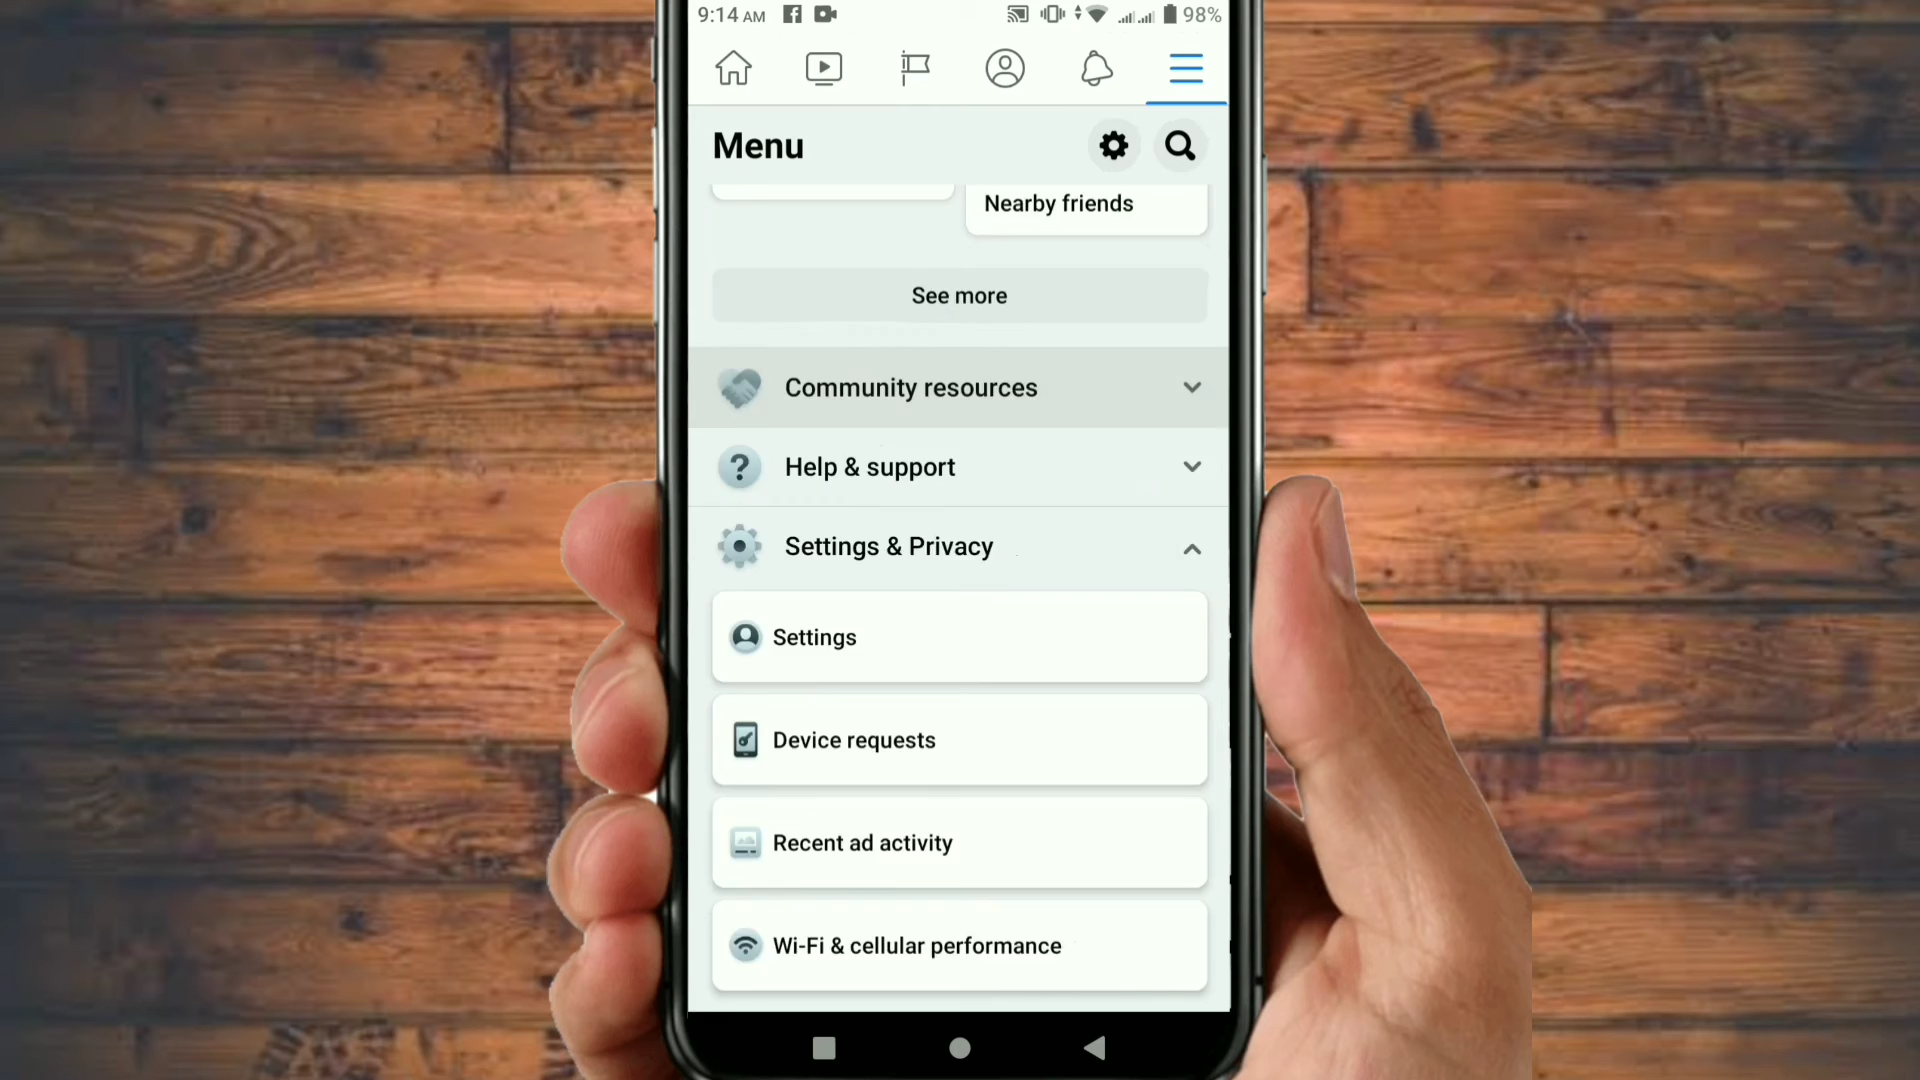 9:14 AM 98%
Menu
Nearby friends
See more
Community resources
Help & support
Settings & Privacy
Settings
Device requests
Recent ad activity
Wi-Fi & cellular performance